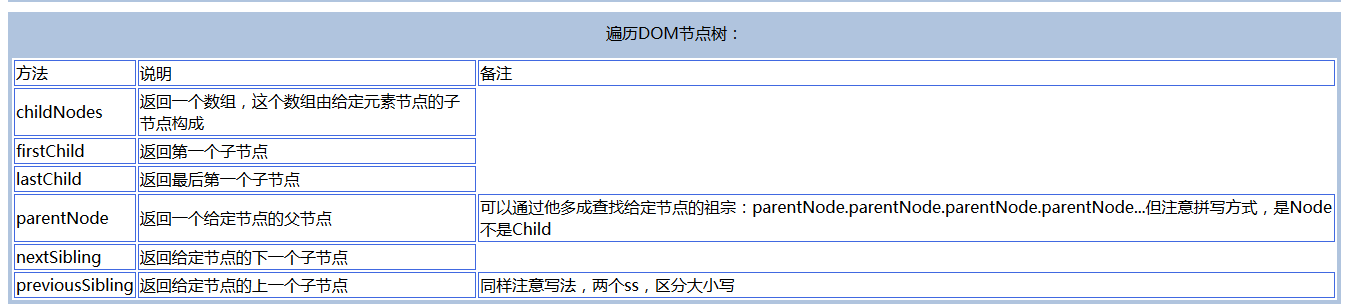 遍历DOM节点树：
方法 说明 备注
childNodes 返回一个数组，这个数组由给定元素节点的子
节点构成
firstChild 返回第一个子节点
lastChild 返回最后第一个子节点
parentNode 返回一个给定节点的父节点 可以通过他多成查找给定节点的祖宗：parentNode.parentNode.parentNode.parentNode...但注意拼写方式，是Node
不是Child
nextSibling 返回给定节点的下一个子节点
previousSibling 返回给定节点的上一个子节点 同样注意写法，两个ss，区分大小写